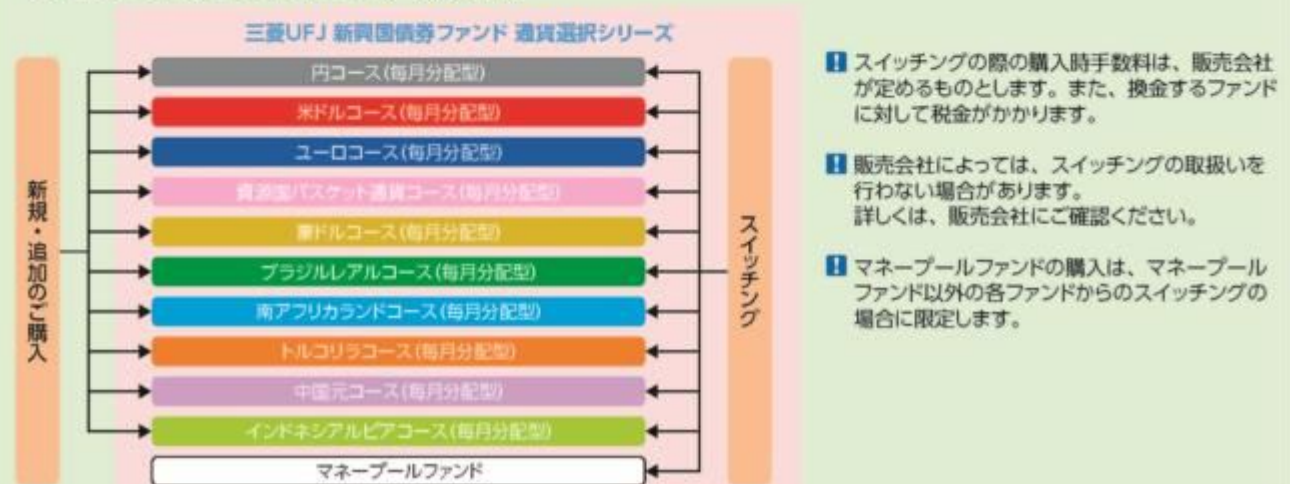 三菱UFJ 新興国債券ファンド 通貨選択シリーズ
新規・追加のご購入
円コース(毎月分配型)
米ドルコース(毎月分配型)
ユーロコース(毎月分配型)
資源国バスケット通貨コース(毎月分配型)
豪ドルコース(毎月分配型)
ブラジルレアルコース(毎月分配型)
南アフリカランドコース(毎月分配型)
トルコリラコース(毎月分配型)
中国元コース(毎月分配型)
インドネシアルピアコース(毎月分配型)
マネープールファンド
スイッチング
! スイッチングの際の購入時手数料は、販売会社
が定めるものとします。また、換金するファンド
に対して税金がかかります。
! 販売会社によっては、スイッチングの取扱いを
行わない場合があります。
詳しくは、販売会社にご確認ください。
! マネープールファンドの購入は、マネープール
ファンド以外の各ファンドからのスイッチングの
場合に限定します。